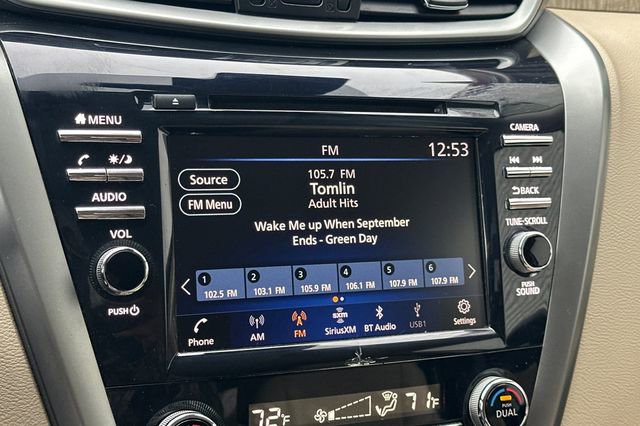 MENU
CAMERA
FM
12:53
105.7 FM
Tomlin
Adult Hits
Source
FM Menu
Wake Me up When September
Ends - Green Day
AUDIO
BACK
TUNE-SCROLL
VOL
PUSH
PUSH
SOUND
1 2 3 4 5 6
102.5 FM 103.1 FM 105.9 FM 106.1 FM 107.9 FM 107.9 FM
Phone AM FM sxm SiriusXM BT Audio USB1 Settings
72°F
71°F
PUSH
DUAL